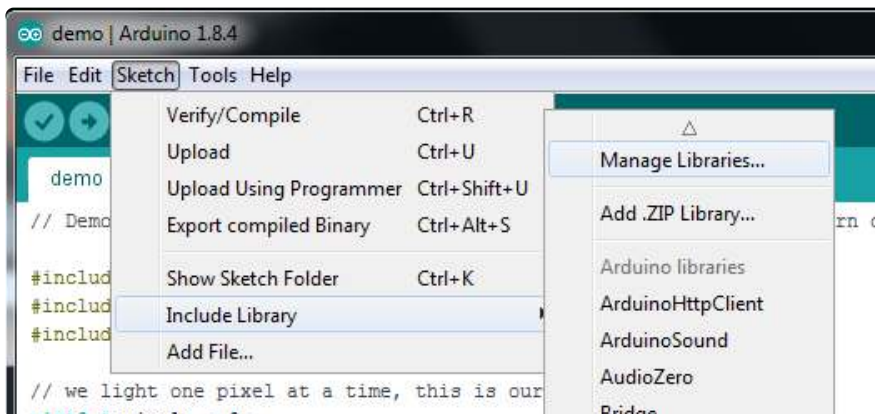 demo | Arduino 1.8.4
File Edit Sketch Tools Help
Verify/Compile Ctrl+R
Upload Ctrl+U
Upload Using Programmer Ctrl+Shift+U
Export compiled Binary Ctrl+Alt+S
Show Sketch Folder Ctrl+K
Include Library
Add File...
Manage Libraries...
Add .ZIP Library...
Arduino libraries
ArduinoHttpClient
ArduinoSound
AudioZero
Bridge
demo
// Demo
#includ
#includ
#includ
// we light one pixel at a time, this is our